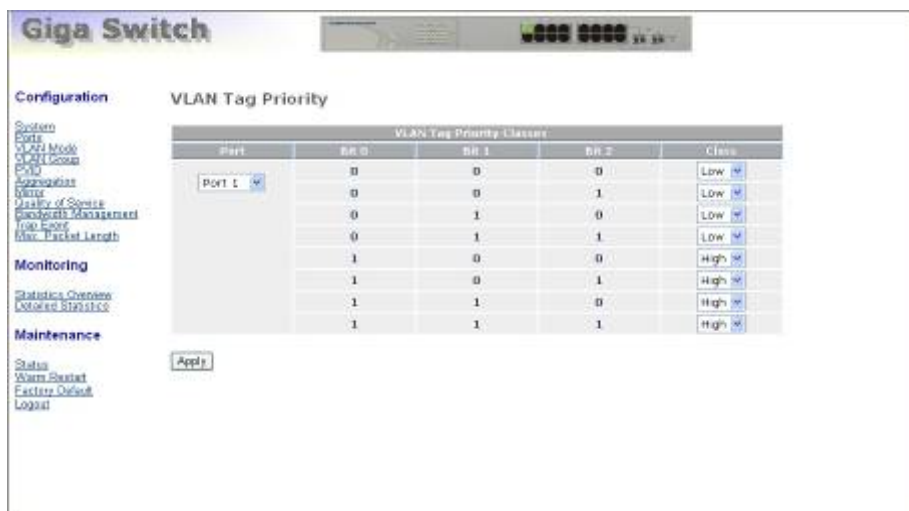 Giga Switch
Configuration
System
Ports
VLAN Mode
VLAN Group
PVID
Aggregation
Mirror
Quality of Service
Bandwidth Management
Trap Event
Max. Packet Length
Monitoring
Statistics Overview
Detailed Statistics
Maintenance
Status
Warm Restart
Factory Default
Logout
VLAN Tag Priority
VLAN Tag Priority Classes
Port Bit 0 Bit 1 Bit 2 Class
Port 1 0 0 0 Low
0 0 1 Low
0 1 0 Low
0 1 1 Low
1 0 0 High
1 0 1 High
1 1 0 High
1 1 1 High
Apply